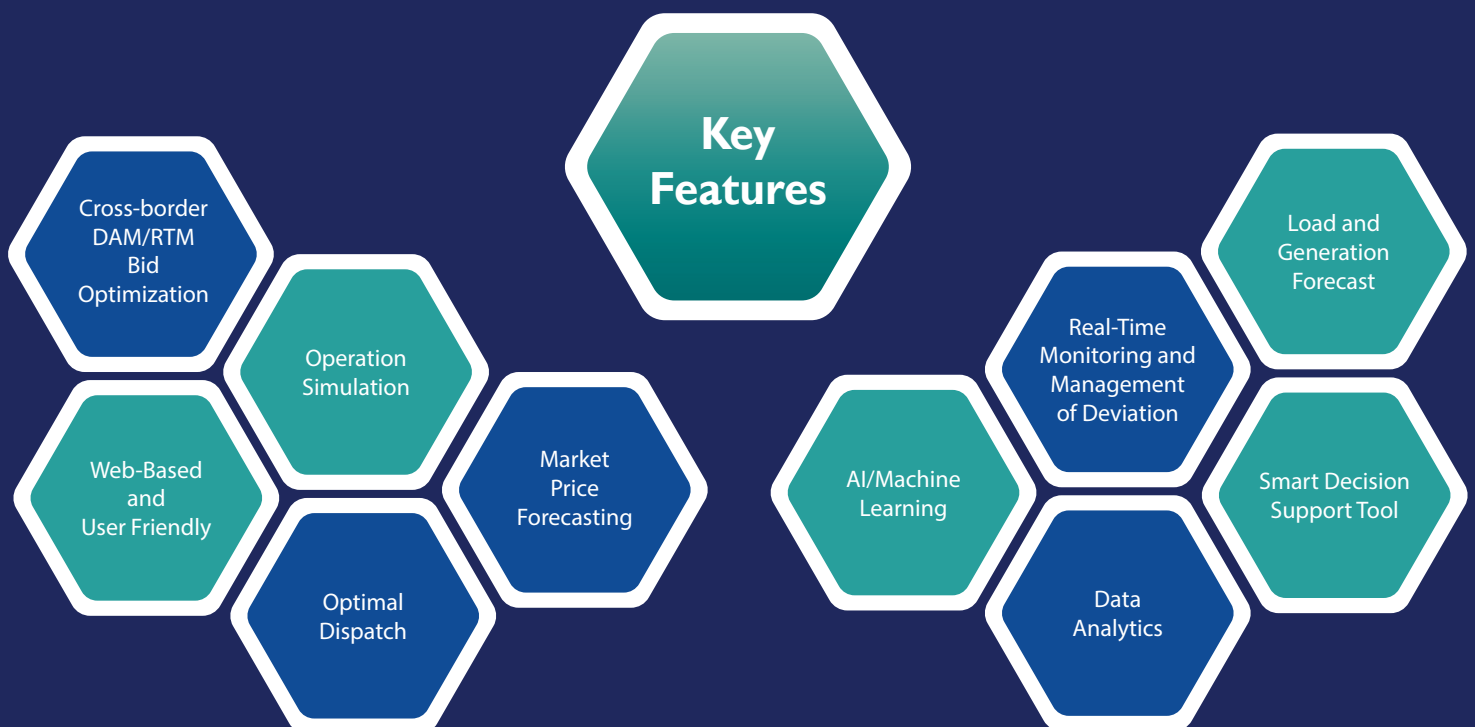 Key
Features
Cross-border
DAM/RTM
Bid
Optimization
Operation
Simulation
Web-Based
and
User Friendly
Market
Price
Forecasting
Optimal
Dispatch
Load and
Generation
Forecast
Real-Time
Monitoring and
Management
of Deviation
AI/Machine
Learning
Smart Decision
Support Tool
Data
Analytics